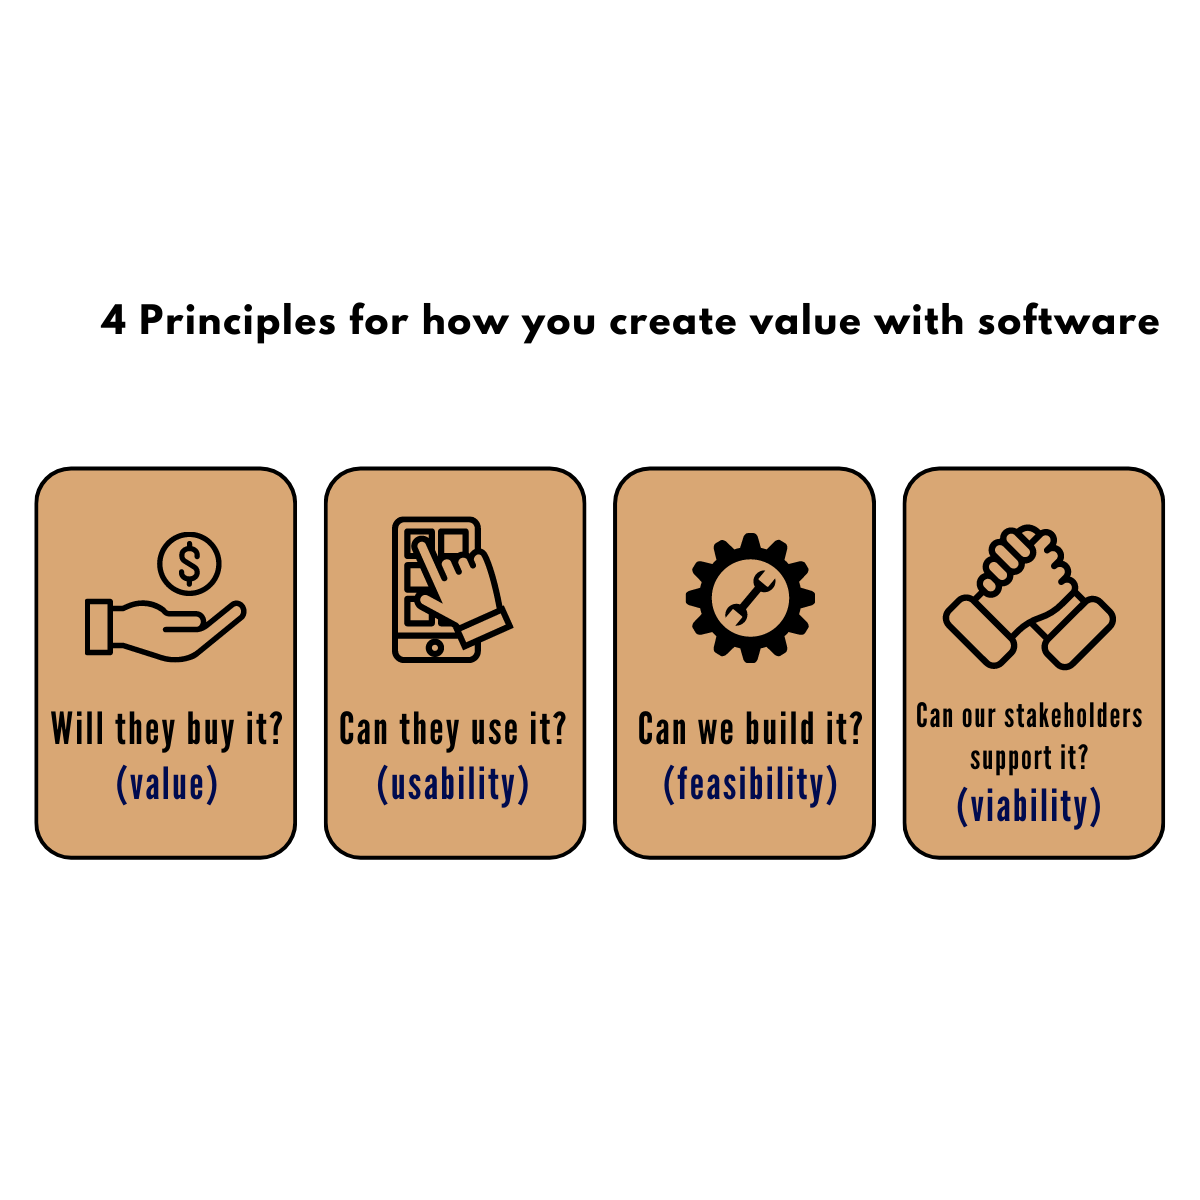 4 Principles for how you create value with software
$
Will they buy it?
(value)
Can they use it?
(usability)
Can we build it?
(feasibility)
Can our stakeholders
support it?
(viability)